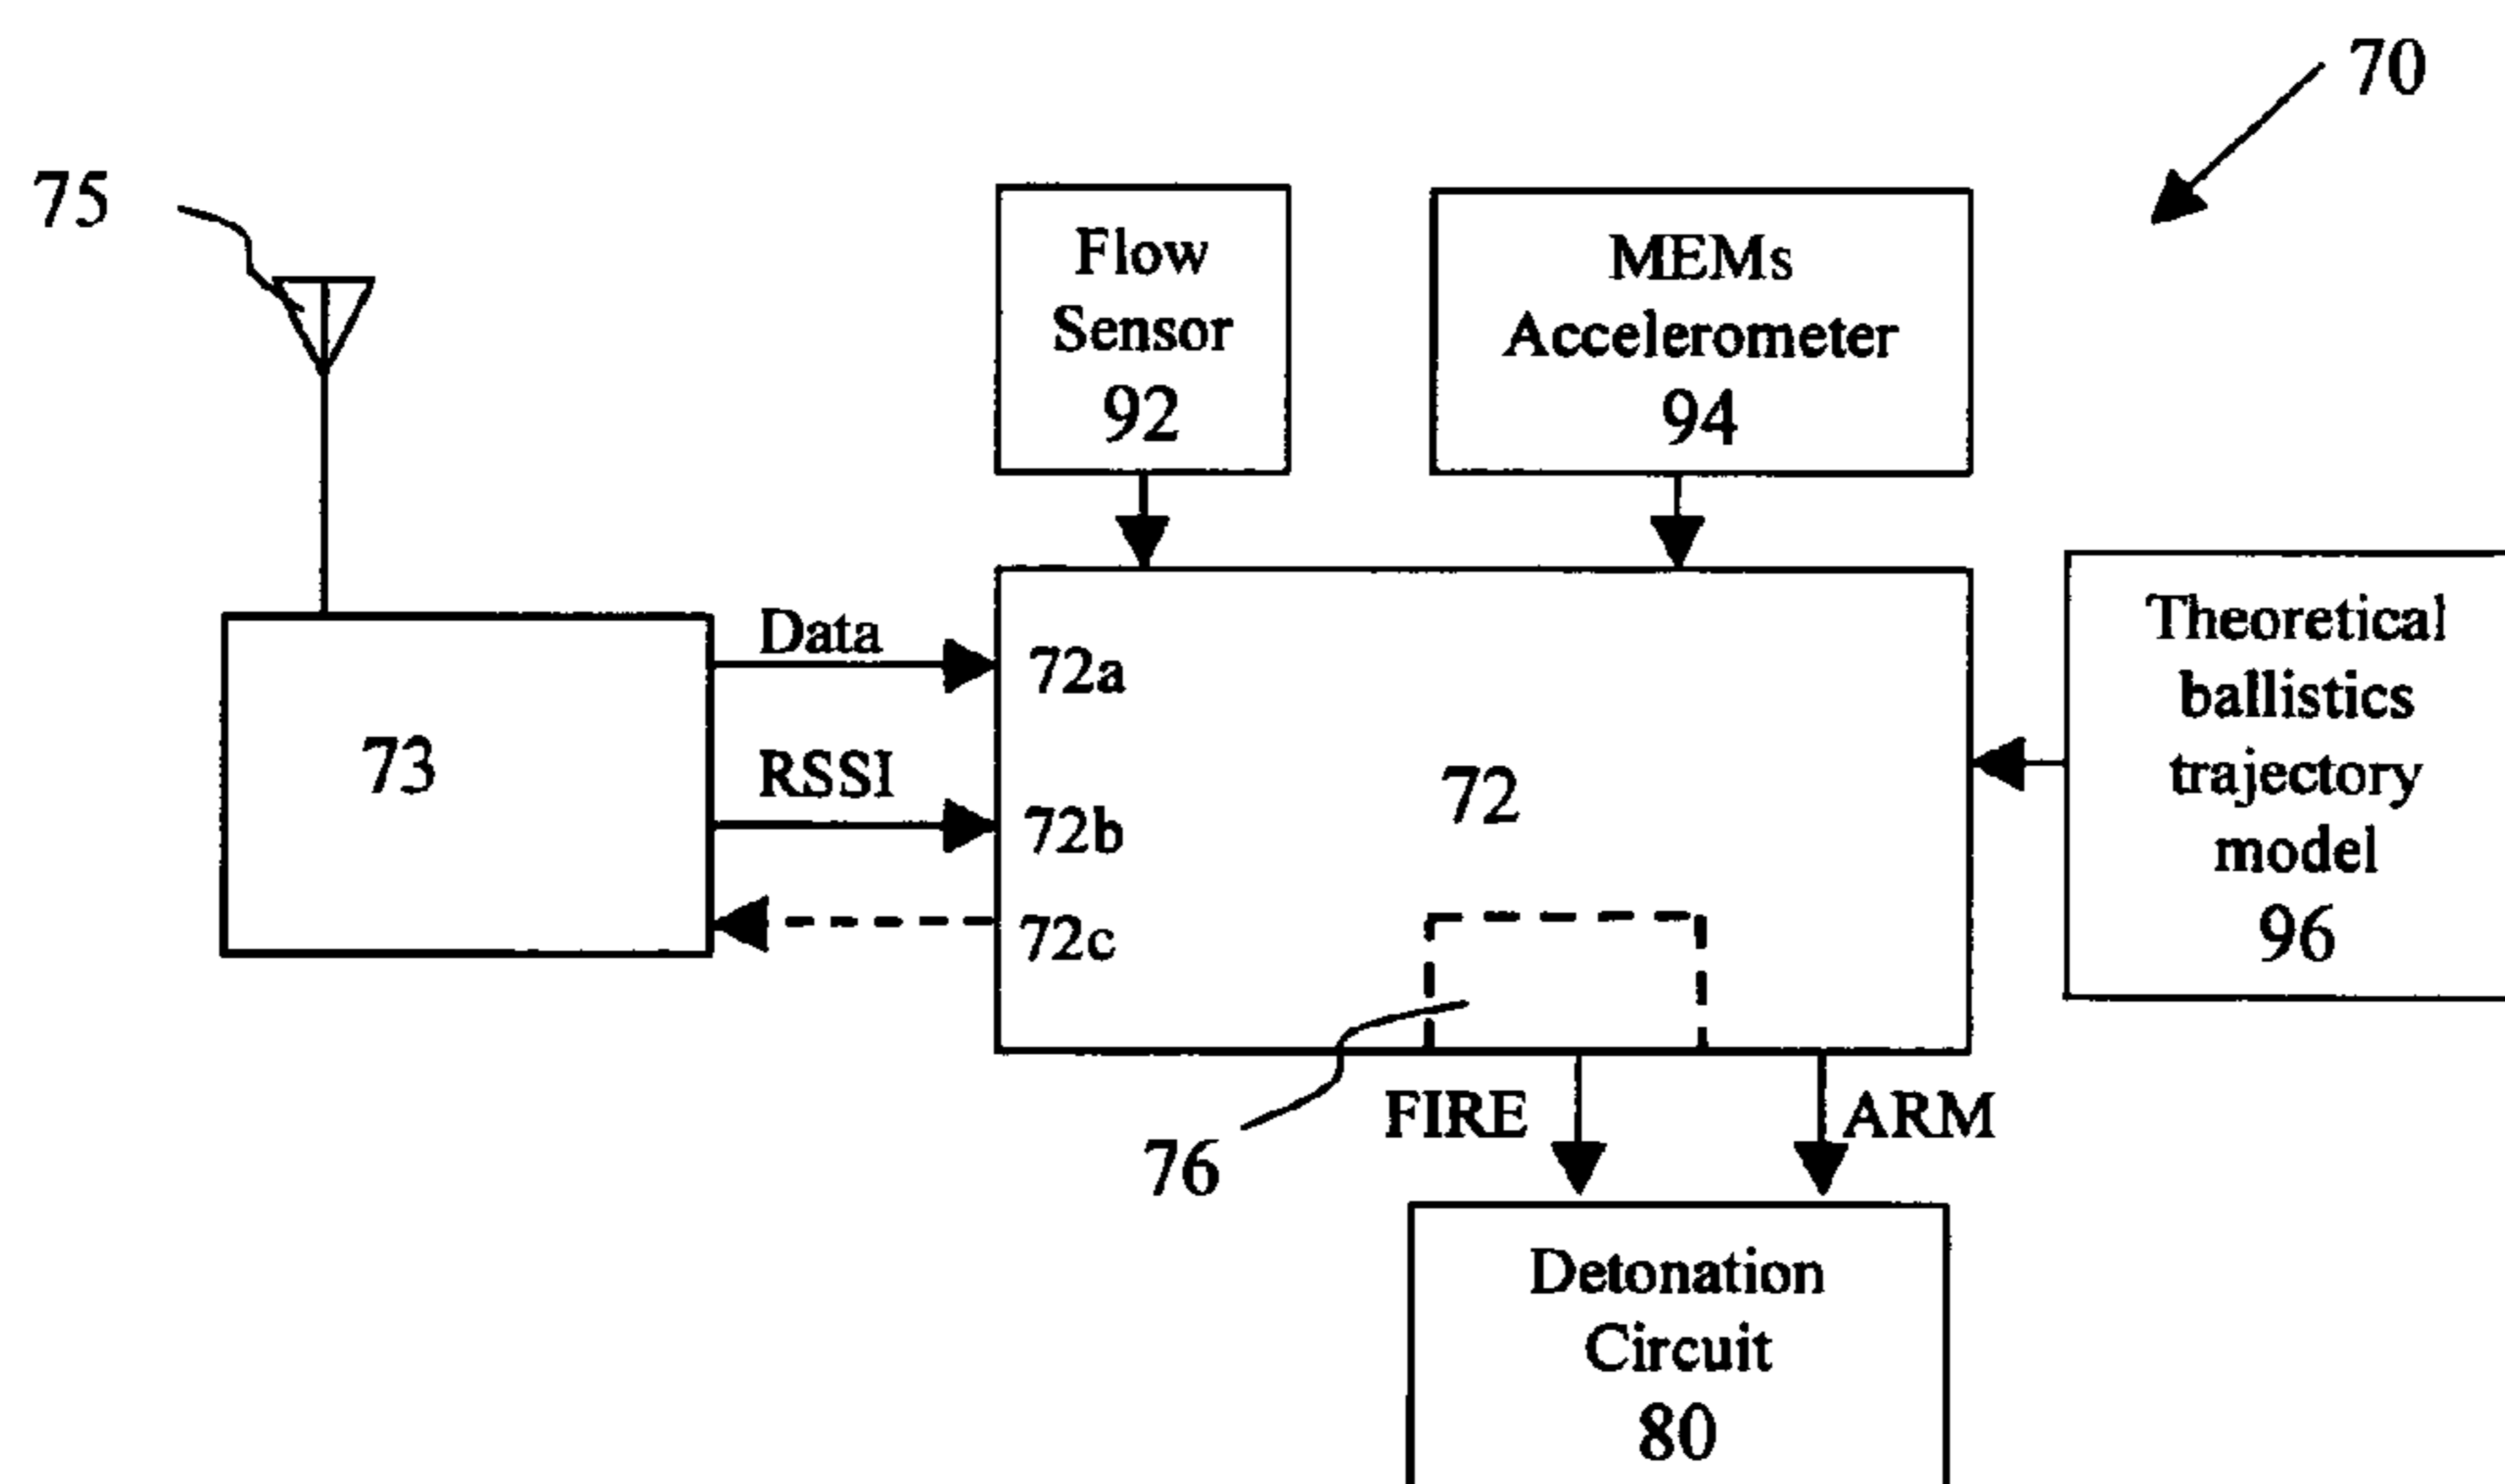 70
75
Flow
Sensor
92
MEMs
Accelerometer
94
Data
72a
73
RSSI
72b
72
72c
Theoretical
ballistics
trajectory
model
96
76
FIRE
ARM
Detonation
Circuit
80